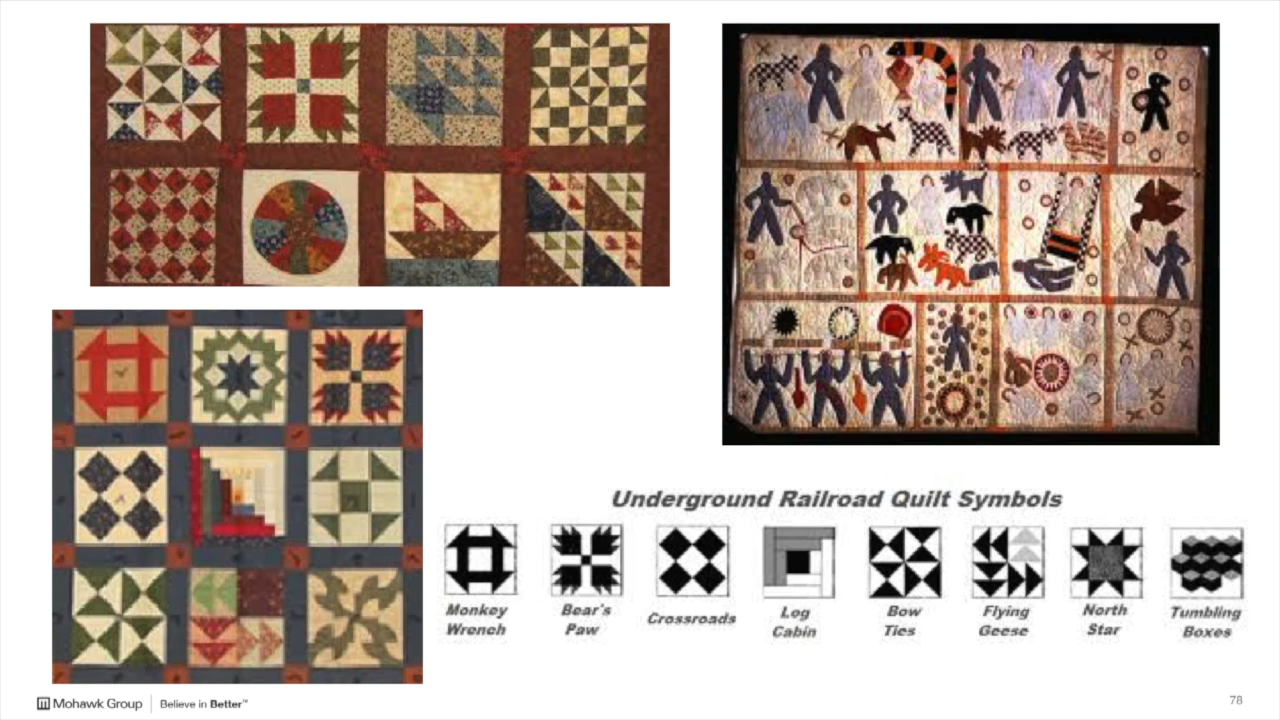 Underground Railroad Quilt Symbols
Monkey Wrench
Bear's Paw
Crossroads
Log Cabin
Bow Ties
Flying Geese
North Star
Tumbling Boxes
Mohawk Group
Believe in Better™
78